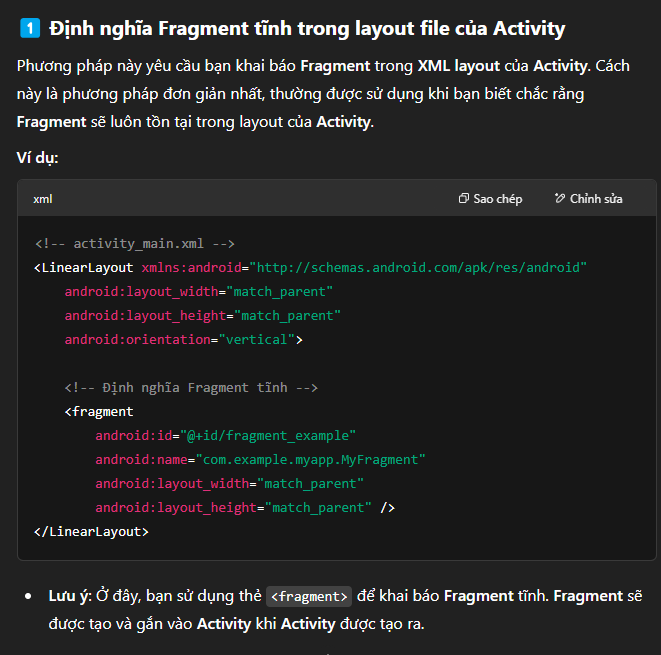 1 Định nghĩa Fragment tĩnh trong layout file của Activity
Phương pháp này yêu cầu bạn khai báo Fragment trong XML layout của Activity. Cách
này là phương pháp đơn giản nhất, thường được sử dụng khi bạn biết chắc rằng
Fragment sẽ luôn tồn tại trong layout của Activity.
Ví dụ:
xml Sao chép Chỉnh sửa
<!-- activity_main.xml -->
<LinearLayout xmlns:android="http://schemas.android.com/apk/res/android"
    android:layout_width="match_parent"
    android:layout_height="match_parent"
    android:orientation="vertical">
    <!-- Định nghĩa Fragment tĩnh -->
    <fragment
        android:id="@+id/fragment_example"
        android:name="com.example.myapp.MyFragment"
        android:layout_width="match_parent"
        android:layout_height="match_parent" />
</LinearLayout>
• Lưu ý: Ở đây, bạn sử dụng thẻ <fragment> để khai báo Fragment tĩnh. Fragment sẽ
được tạo và gắn vào Activity khi Activity được tạo ra.